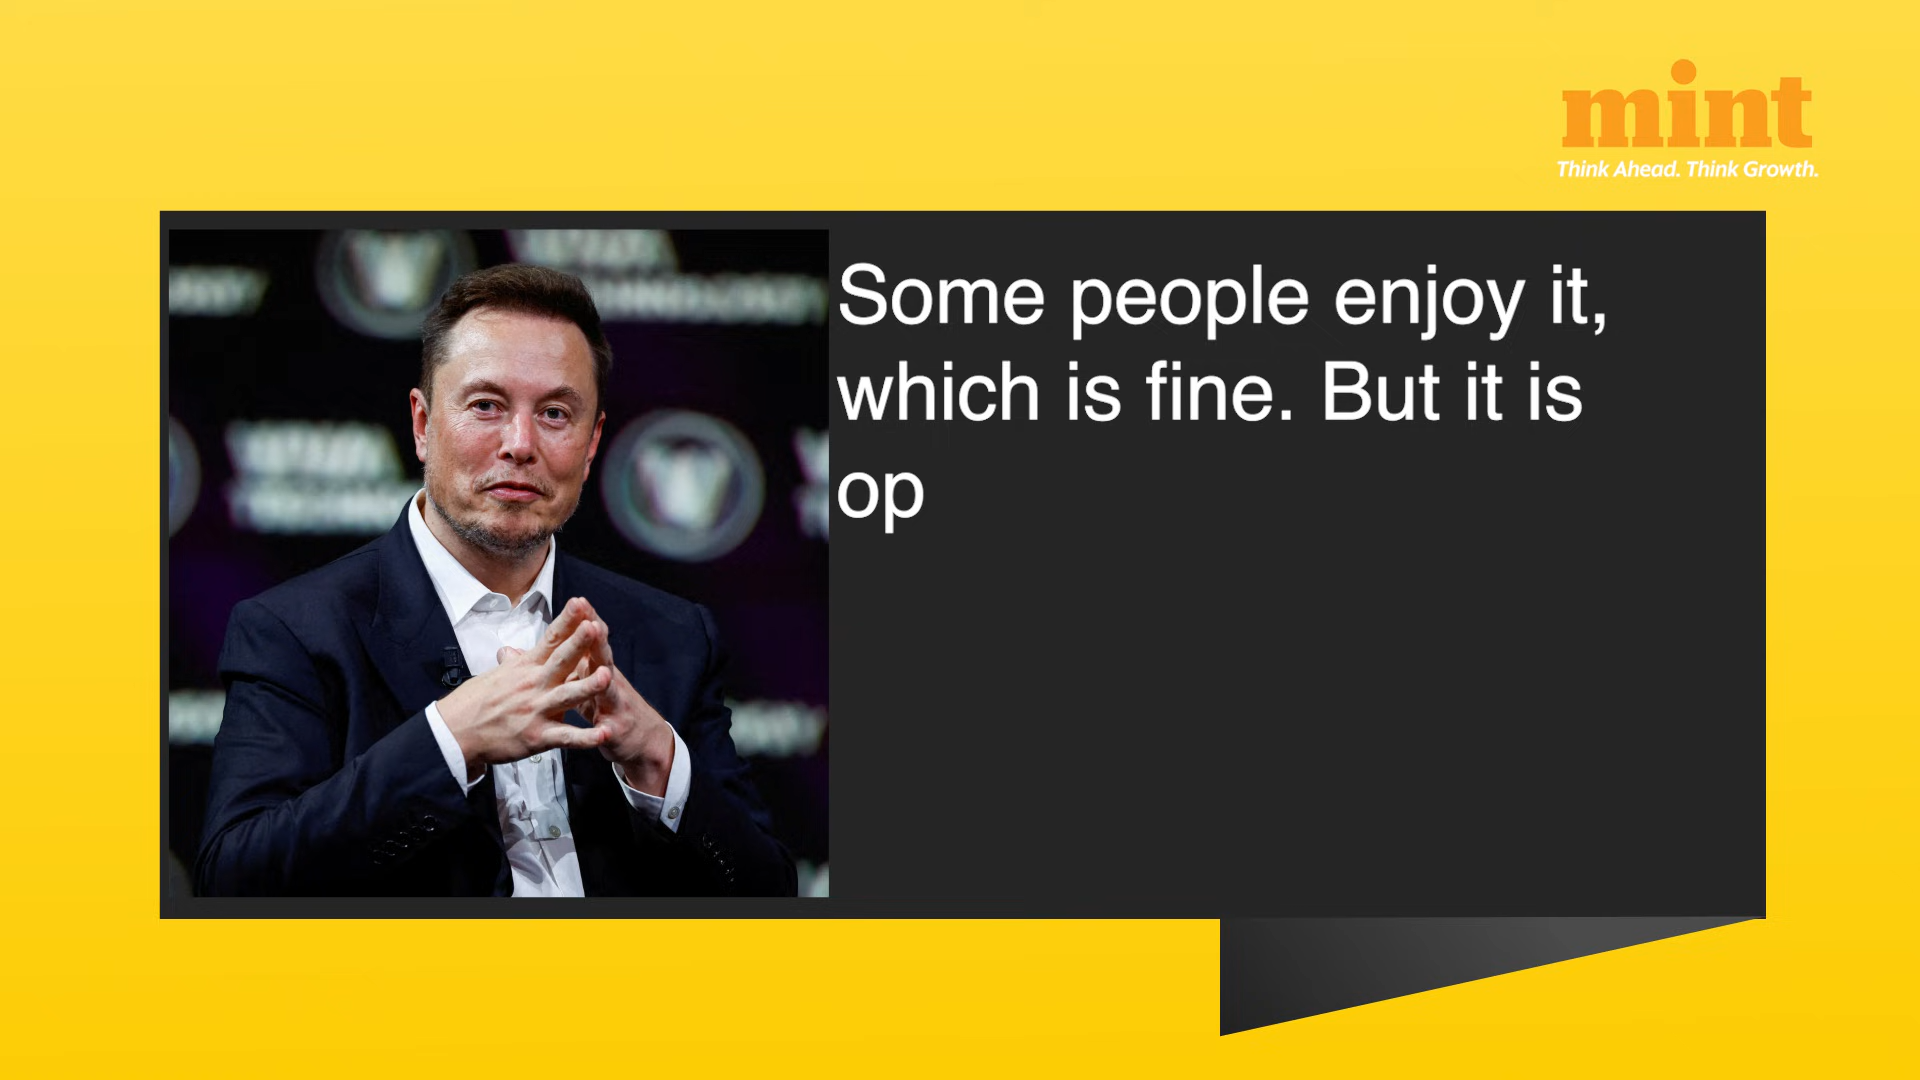 mint
Think Ahead. Think Growth.
Some people enjoy it,
which is fine. But it is
op